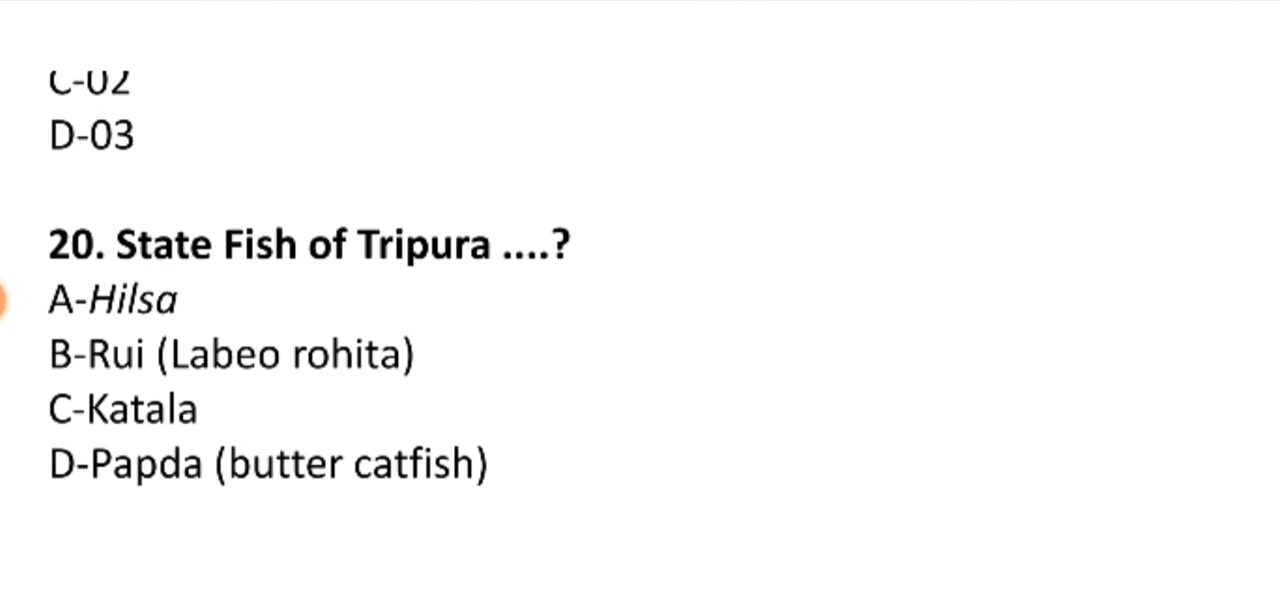 C-02
D-03
20. State Fish of Tripura ....?
A-Hilsa
B-Rui (Labeo rohita)
C-Katala
D-Papda (butter catfish)